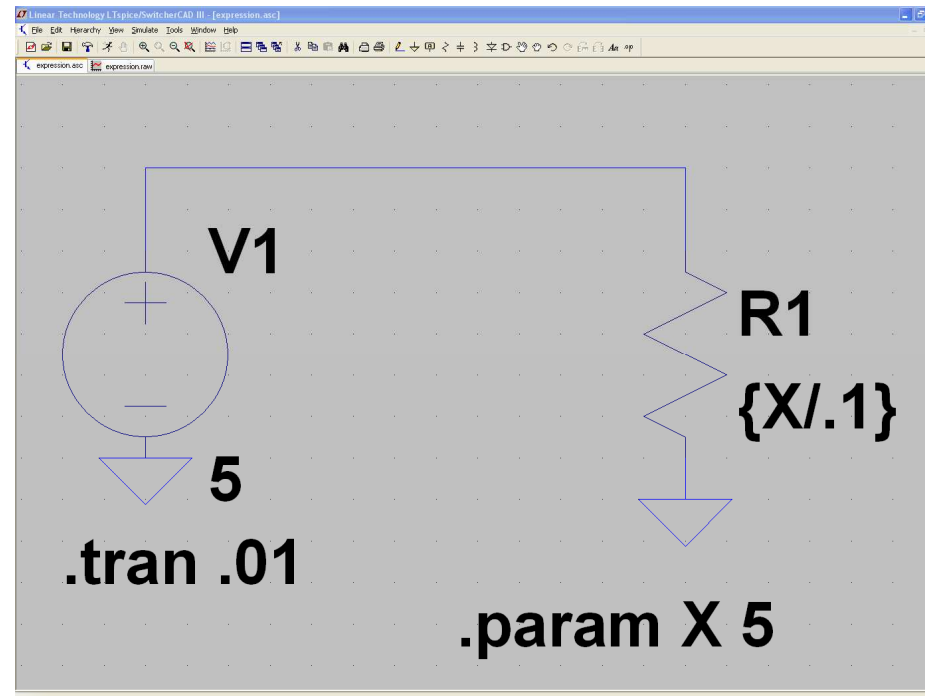 Linear Technology LTspice/SwitcherCAD III - [expression.asc]
File Edit Hierarchy View Simulate Tools Window Help
expression.asc expression.raw
V1
R1
{X/.1}
5
.tran .01
.param X 5